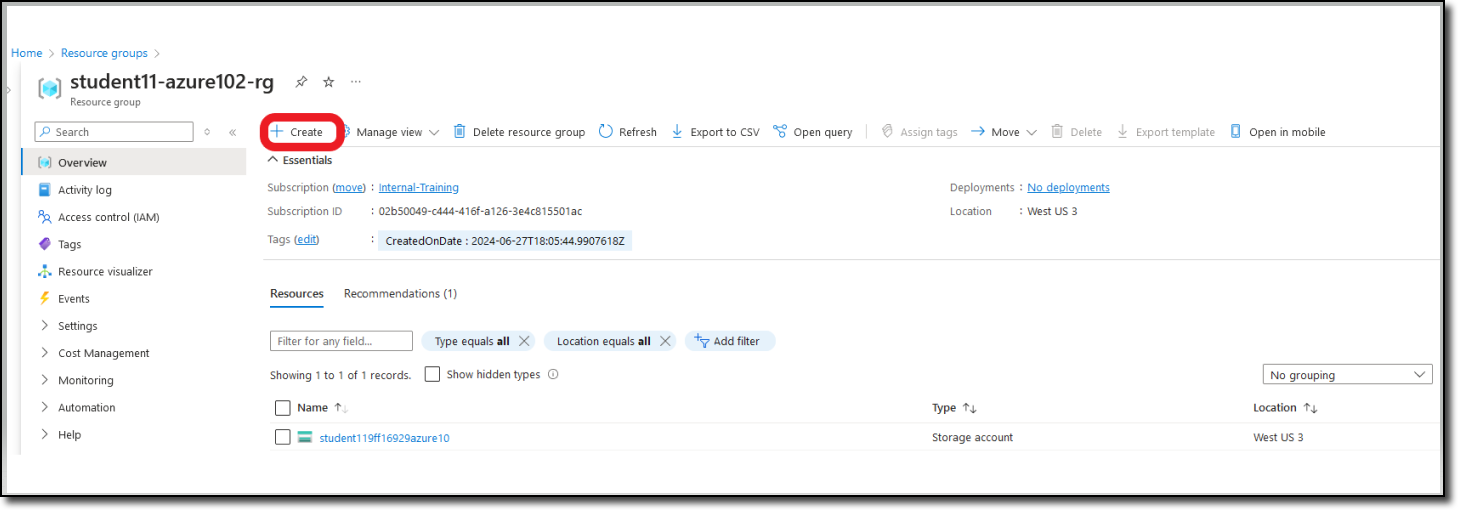 Home > Resource groups >
student11-azure102-rg
Resource group
Search
Create Manage view Delete resource group Refresh Export to CSV Open query Assign tags Move Delete Export template Open in mobile
Overview
Activity log
Access control (IAM)
Tags
Resource visualizer
Events
Settings
Cost Management
Monitoring
Automation
Help
Essentials
Subscription (move) : Internal-Training
Subscription ID : 02b50049-c444-416f-a126-3e4c815501ac
Tags (edit) : CreatedOnDate : 2024-06-27T18:05:44.9907618Z
Deployments : No deployments
Location : West US 3
Resources Recommendations (1)
Filter for any field... Type equals all Location equals all Add filter
Showing 1 to 1 of 1 records. Show hidden types No grouping
Name Type Location
student119ff16929azure10 Storage account West US 3